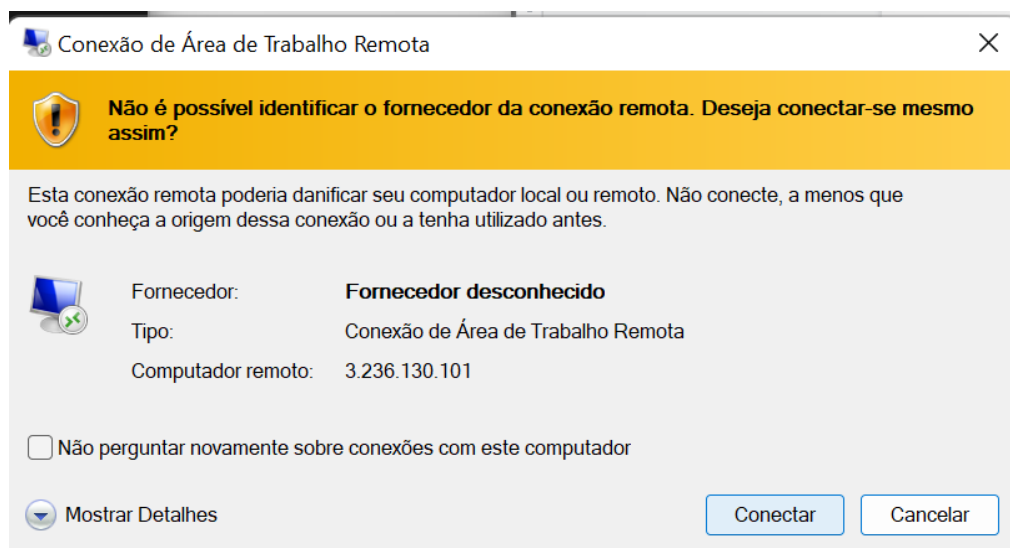 Conexão de Área de Trabalho Remota
Não é possível identificar o fornecedor da conexão remota. Deseja conectar-se mesmo
assim?
Esta conexão remota poderia danificar seu computador local ou remoto. Não conecte, a menos que
você conheça a origem dessa conexão ou a tenha utilizado antes.
Fornecedor: Fornecedor desconhecido
Tipo: Conexão de Área de Trabalho Remota
Computador remoto: 3.236.130.101
Não perguntar novamente sobre conexões com este computador
Mostrar Detalhes Conectar Cancelar